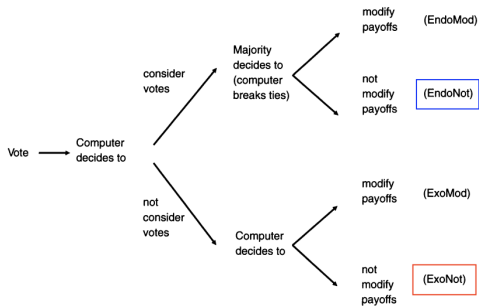 Vote
Computer
decides to
consider
votes
not
consider
votes
Majority
decides to
(computer
breaks ties)
modify
payoffs
(EndoMod)
not
modify
payoffs
(EndoNot)
Computer
decides to
modify
payoffs
(ExoMod)
not
modify
payoffs
(ExoNot)